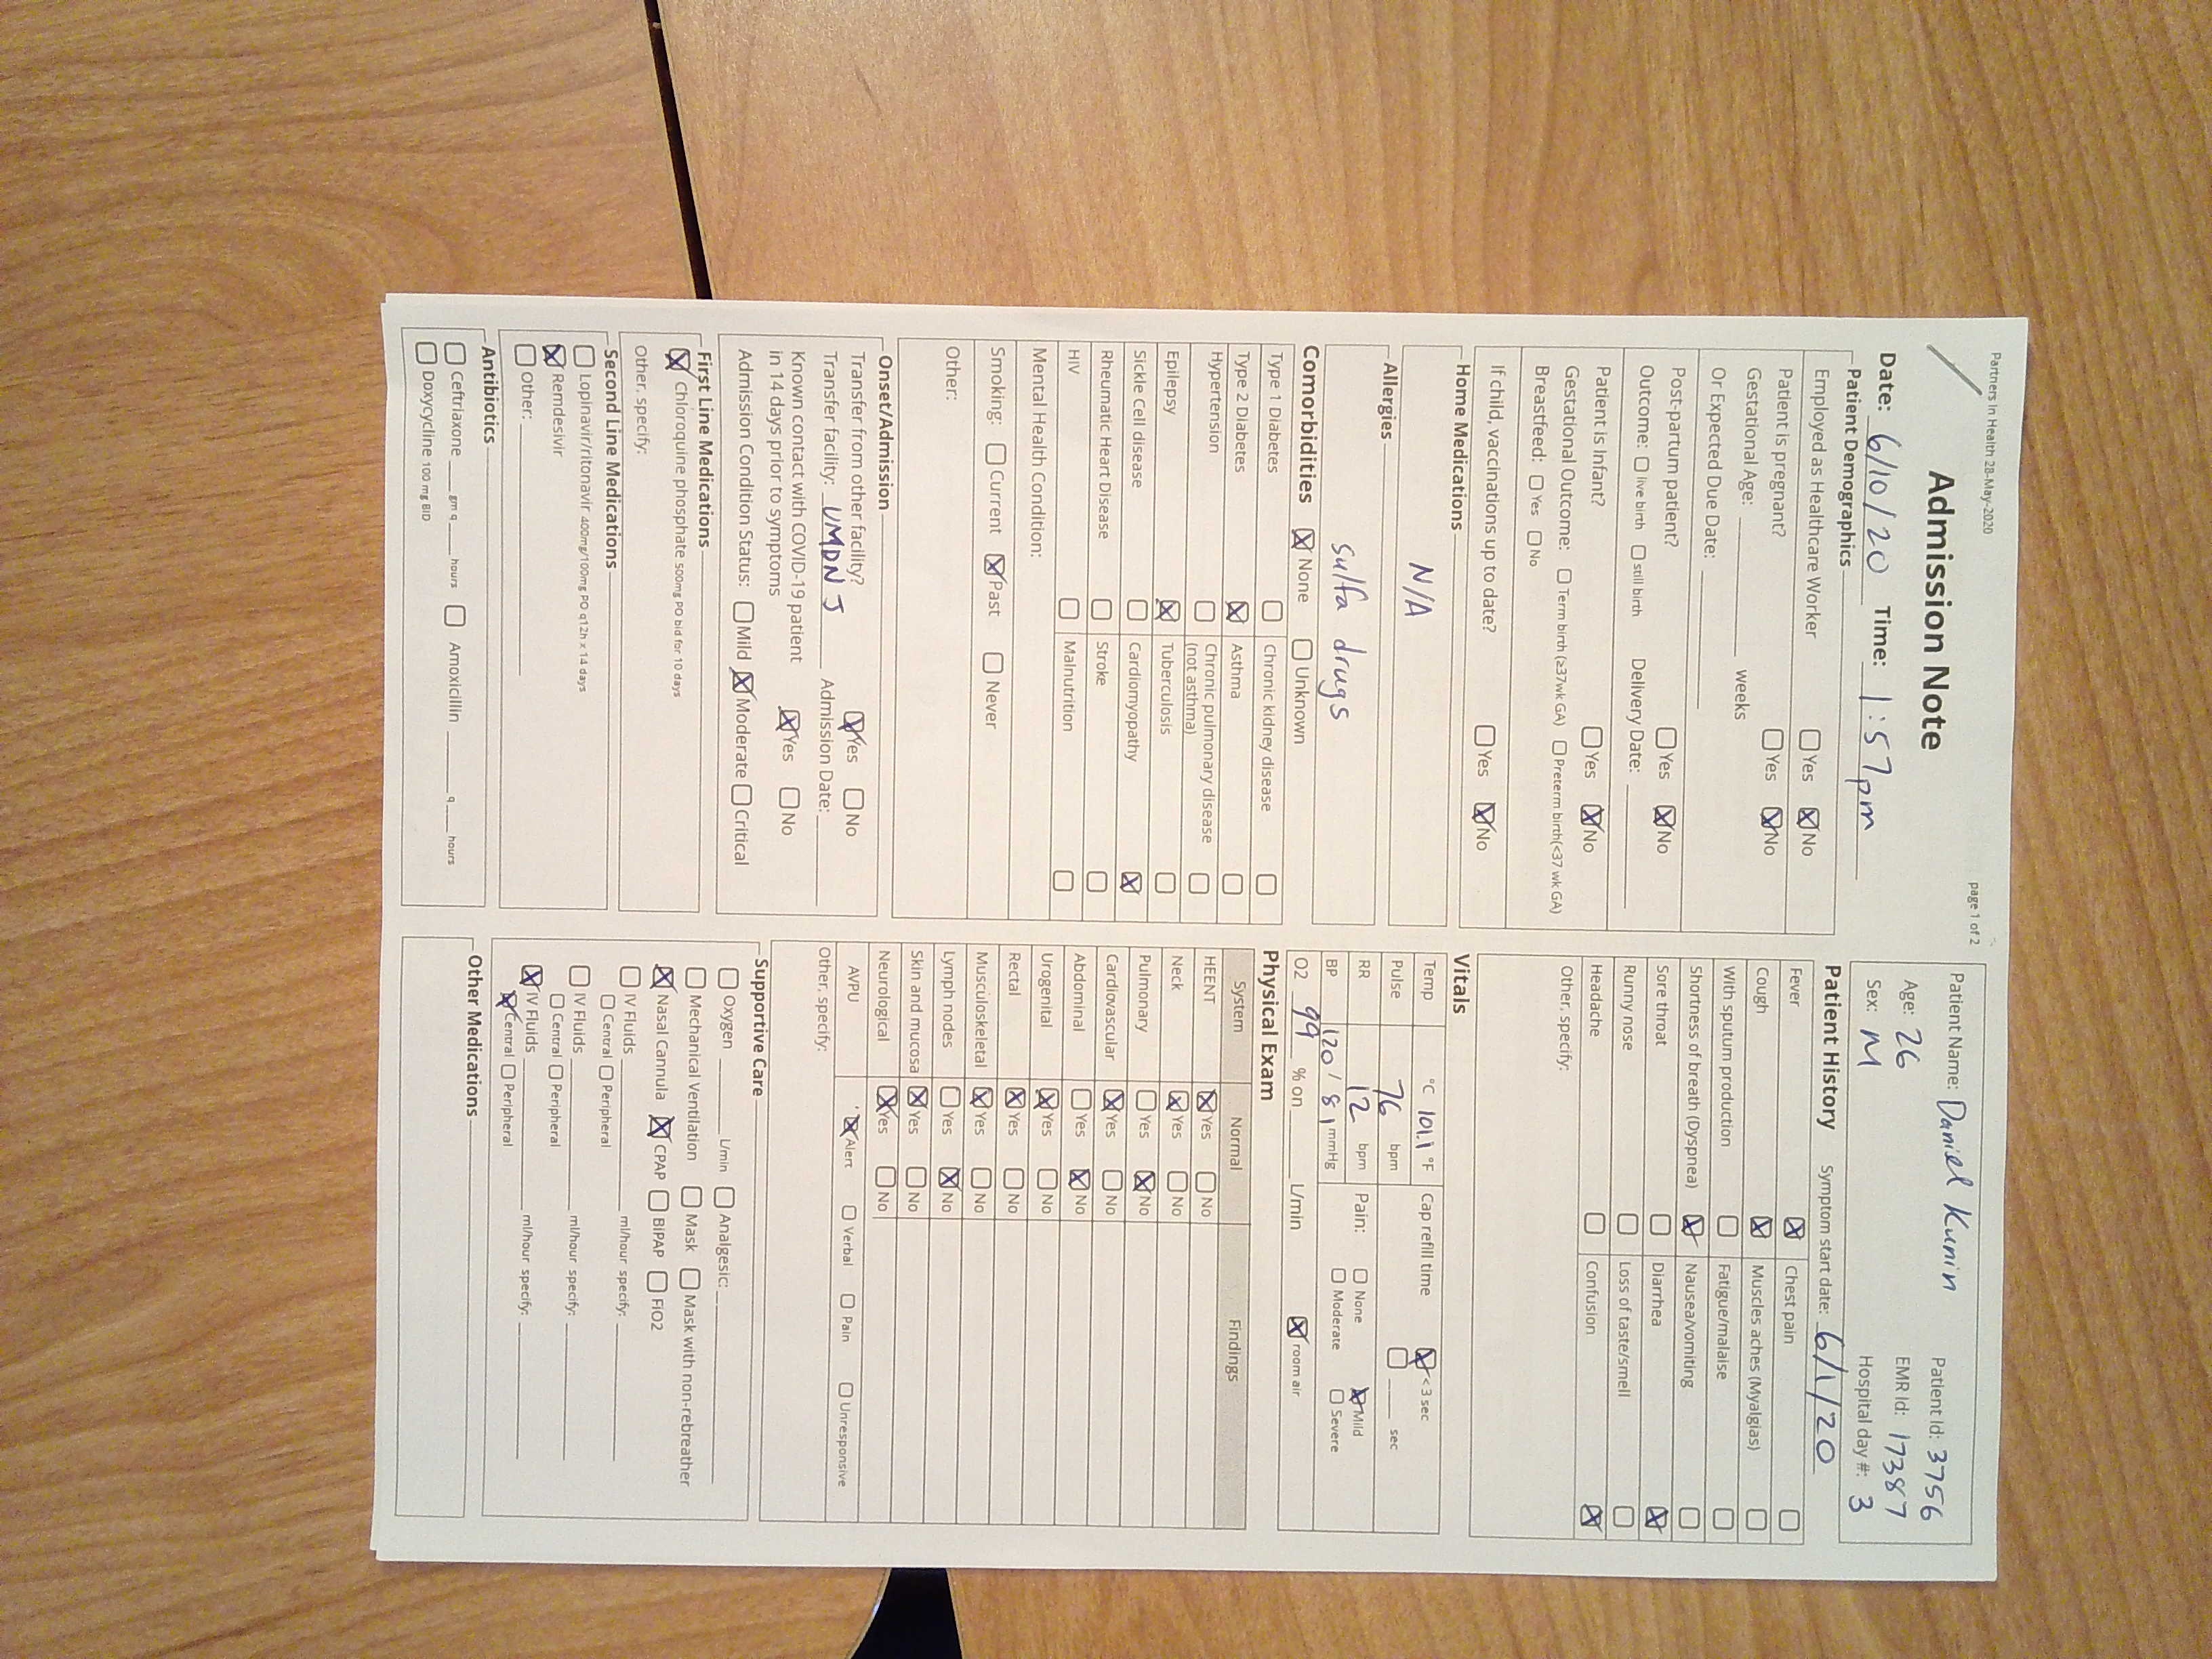 Partners In Health 28-May-2020
page 1 of 2
Admission Note
Date: 6/10/20 Time: 1:57pm
Patient Demographics
Employed as Healthcare Worker ☐ Yes ☒ No
Patient is pregnant? ☐ Yes ☒ No
Gestational Age: ____ weeks
Or Expected Due Date: ____
Post-partum patient? ☐ Yes ☒ No
Outcome: ☐ live birth ☐ still birth Delivery Date: ____
Patient is Infant? ☐ Yes ☒ No
Gestational Outcome: ☐ Term birth (≥37wk GA) ☐ Preterm birth(<37 wk GA)
Breastfeed: ☐ Yes ☐ No
If child, vaccinations up to date? ☐ Yes ☒ No
Home Medications
N/A
Allergies
sulfa drugs
Comorbidities ☒ None ☐ Unknown
Type 1 Diabetes ☐ Chronic kidney disease ☐
Type 2 Diabetes ☒ Asthma ☐
Hypertension ☐ Chronic pulmonary disease ☐
(not asthma)
Epilepsy ☒ Tuberculosis ☐
Sickle Cell disease ☐ Cardiomyopathy ☒
Rheumatic Heart Disease ☐ Stroke ☐
HIV ☐ Malnutrition ☐
Mental Health Condition:
Smoking: ☐ Current ☒ Past ☐ Never
Other:
Onset/Admission
Transfer from other facility? ☒ Yes ☐ No
Transfer facility: UMDNJ Admission Date: ____
Known contact with COVID-19 patient ☒ Yes ☐ No
in 14 days prior to symptoms
Admission Condition Status: ☐ Mild ☒ Moderate ☐ Critical
First Line Medications
☒ Chloroquine phosphate 500mg PO bid for 10 days
Other, specify:
Second Line Medications
☐ Lopinavir/ritonavir 400mg/100mg PO q12h x 14 days
☒ Remdesivir
☐ Other: ____
Antibiotics
☐ Ceftriaxone ____ gm q ____ hours ☐ Amoxicillin ____ q ____ hours
☐ Doxycycline 100 mg BID
Patient Name: Daniel Kunin Patient Id: 3756
Age: 26 EMR Id: 17387
Sex: M Hospital day #: 3
Patient History Symptom start date: 6/1/20
Fever ☒ Chest pain ☐
Cough ☒ Muscles aches (Myalgias) ☐
With sputum production ☐ Fatigue/malaise ☐
Shortness of breath (Dyspnea) ☒ Nausea/vomiting ☐
Sore throat ☐ Diarrhea ☒
Runny nose ☐ Loss of taste/smell ☐
Headache ☐ Confusion ☒
Other, specify:
Vitals
Temp °C 101.1 °F Cap refill time ☒ < 3 sec
Pulse 76 bpm ☐ ____ sec
RR 12 bpm Pain: ☐ None ☒ Mild
BP 120/81 mmHg ☐ Moderate ☐ Severe
O2 99 % on ____ L/min ☒ room air
Physical Exam
System Normal Findings
HEENT ☒ Yes ☐ No
Neck ☒ Yes ☐ No
Pulmonary ☐ Yes ☒ No
Cardiovascular ☒ Yes ☐ No
Abdominal ☐ Yes ☒ No
Urogenital ☒ Yes ☐ No
Rectal ☒ Yes ☐ No
Musculoskeletal ☒ Yes ☐ No
Lymph nodes ☐ Yes ☒ No
Skin and mucosa ☒ Yes ☐ No
Neurological ☒ Yes ☐ No
AVPU ☒ Alert ☐ Verbal ☐ Pain ☐ Unresponsive
Other, specify:
Supportive Care
☐ Oxygen ____ L/min ☐ Analgesic: ____
☐ Mechanical Ventilation ☐ Mask ☐ Mask with non-rebreather
☒ Nasal Cannula ☒ CPAP ☐ BiPAP ☐ FiO2
☐ IV Fluids ____ ml/hour specify: ____
☐ Central ☐ Peripheral
☐ IV Fluids ____ ml/hour specify: ____
☐ Central ☐ Peripheral
☒ IV Fluids ____ ml/hour specify: ____
☒ Central ☐ Peripheral
Other Medications